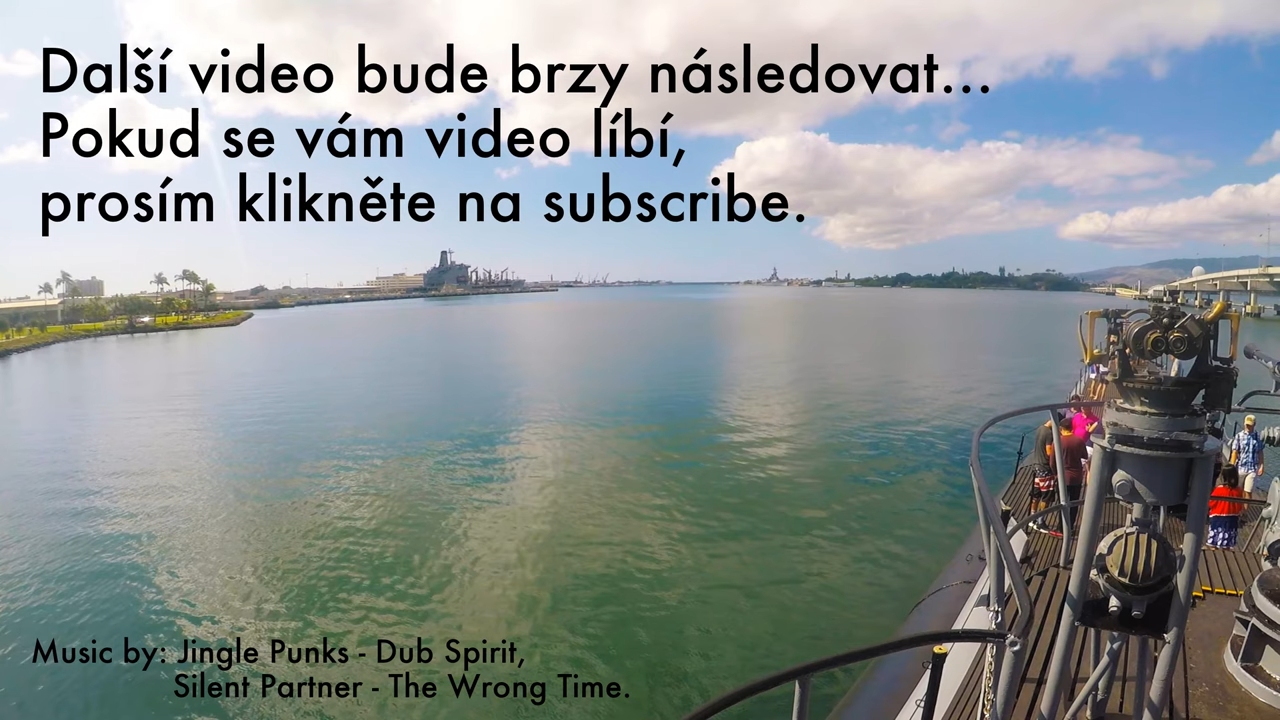 Další video bude brzy následovat...
Pokud se vám video líbí,
prosím klikněte na subscribe.
Music by: Jingle Punks - Dub Spirit,
Silent Partner - The Wrong Time.